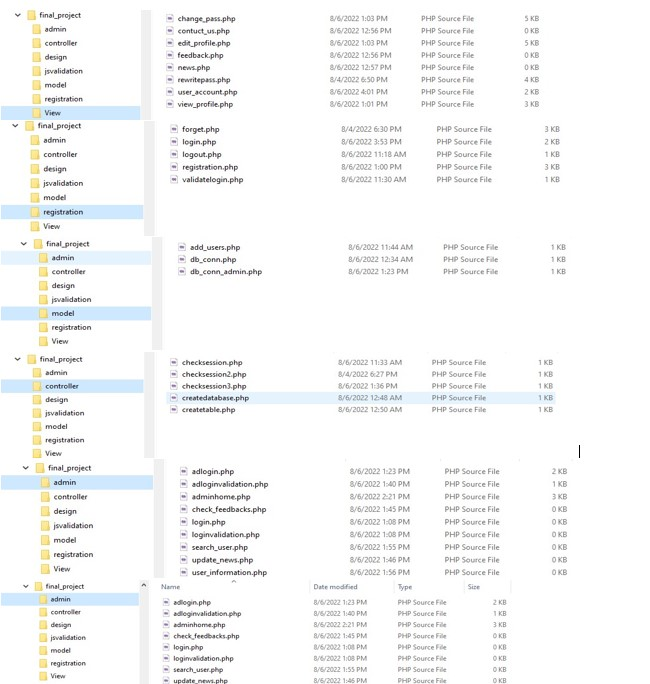 final_project
admin
controller
design
jsvalidation
model
registration
View
change_pass.php 8/6/2022 1:03 PM PHP Source File 5 KB
contuct_us.php 8/6/2022 12:56 PM PHP Source File 0 KB
edit_profile.php 8/6/2022 1:03 PM PHP Source File 5 KB
feedback.php 8/6/2022 12:56 PM PHP Source File 0 KB
news.php 8/6/2022 12:57 PM PHP Source File 0 KB
rewritepass.php 8/4/2022 6:50 PM PHP Source File 4 KB
user_account.php 8/6/2022 4:01 PM PHP Source File 2 KB
view_profile.php 8/6/2022 1:01 PM PHP Source File 3 KB
final_project
admin
controller
design
jsvalidation
model
registration
View
forget.php 8/4/2022 6:30 PM PHP Source File 3 KB
login.php 8/6/2022 3:53 PM PHP Source File 2 KB
logout.php 8/6/2022 11:18 AM PHP Source File 1 KB
registration.php 8/6/2022 1:00 PM PHP Source File 3 KB
validatelogin.php 8/6/2022 11:30 AM PHP Source File 1 KB
final_project
admin
controller
design
jsvalidation
model
registration
View
add_users.php 8/6/2022 11:44 AM PHP Source File 1 KB
db_conn.php 8/6/2022 12:34 AM PHP Source File 1 KB
db_conn_admin.php 8/6/2022 1:23 PM PHP Source File 1 KB
final_project
admin
controller
design
jsvalidation
model
registration
View
checksession.php 8/6/2022 11:33 AM PHP Source File 1 KB
checksession2.php 8/4/2022 6:27 PM PHP Source File 1 KB
checksession3.php 8/6/2022 1:36 PM PHP Source File 1 KB
createdatabase.php 8/6/2022 12:48 AM PHP Source File 1 KB
createtable.php 8/6/2022 12:50 AM PHP Source File 1 KB
final_project
admin
controller
design
jsvalidation
model
registration
View
adlogin.php 8/6/2022 1:23 PM PHP Source File 2 KB
adloginvalidation.php 8/6/2022 1:40 PM PHP Source File 1 KB
adminhome.php 8/6/2022 2:21 PM PHP Source File 3 KB
check_feedbacks.php 8/6/2022 1:45 PM PHP Source File 0 KB
login.php 8/6/2022 1:08 PM PHP Source File 0 KB
loginvalidation.php 8/6/2022 1:08 PM PHP Source File 0 KB
search_user.php 8/6/2022 1:55 PM PHP Source File 0 KB
update_news.php 8/6/2022 1:46 PM PHP Source File 0 KB
user_information.php 8/6/2022 1:56 PM PHP Source File 0 KB
final_project
admin
controller
design
jsvalidation
model
registration
View
Name Date modified Type Size
adlogin.php 8/6/2022 1:23 PM PHP Source File 2 KB
adloginvalidation.php 8/6/2022 1:40 PM PHP Source File 1 KB
adminhome.php 8/6/2022 2:21 PM PHP Source File 3 KB
check_feedbacks.php 8/6/2022 1:45 PM PHP Source File 0 KB
login.php 8/6/2022 1:08 PM PHP Source File 0 KB
loginvalidation.php 8/6/2022 1:08 PM PHP Source File 0 KB
search_user.php 8/6/2022 1:55 PM PHP Source File 0 KB
update_news.php 8/6/2022 1:46 PM PHP Source File 0 KB